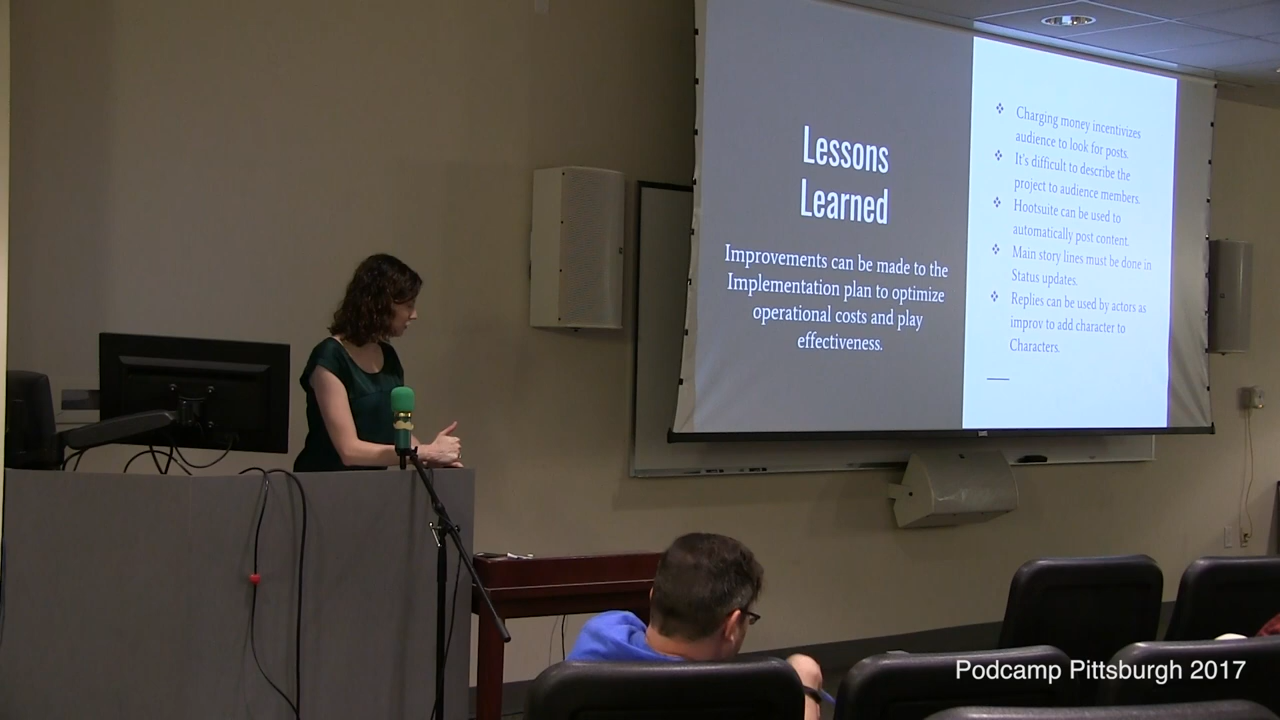 Lessons
Learned
Improvements can be made to the
Implementation plan to optimize
operational costs and play
effectiveness.
Charging money incentivizes
audience to look for posts.
It's difficult to describe the
project to audience members.
Hootsuite can be used to
automatically post content.
Main story lines must be done in
Status updates.
Replies can be used by actors as
improv to add character to
Characters.
Podcamp Pittsburgh 2017